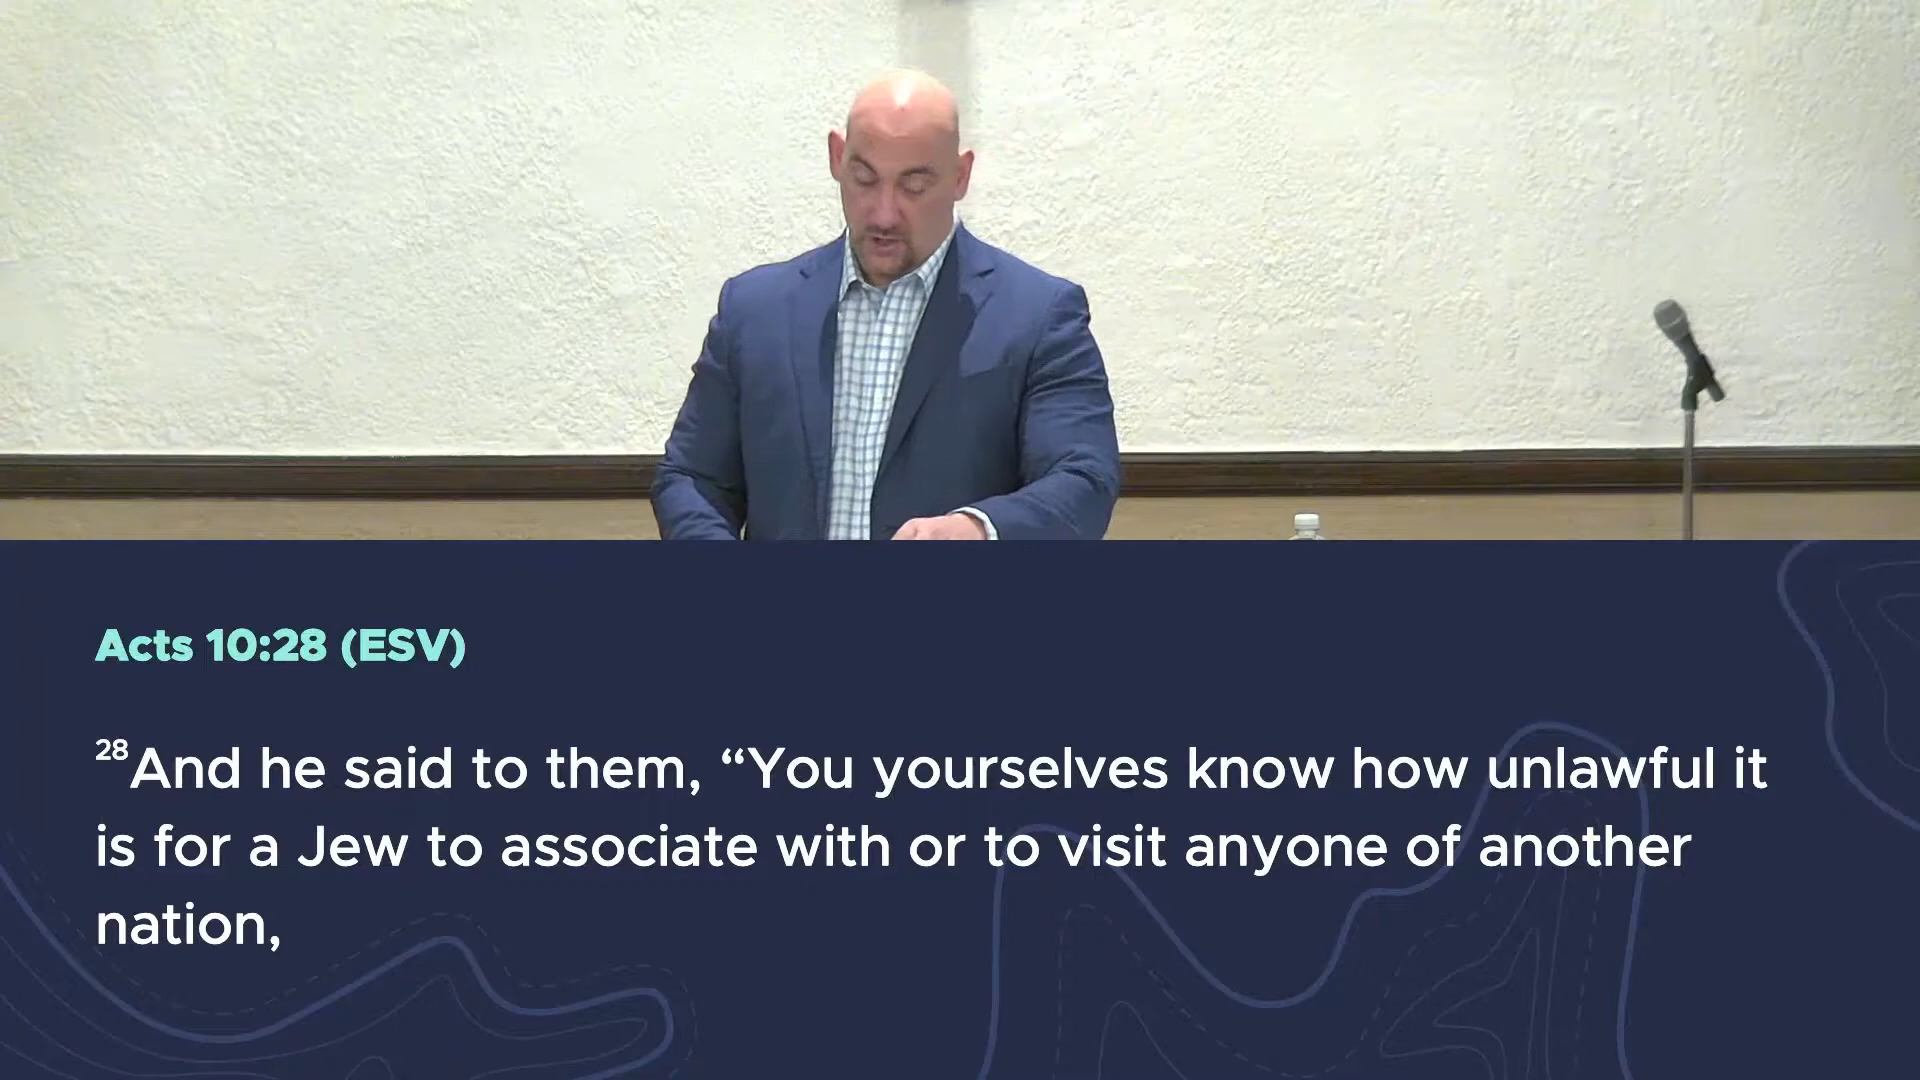 Acts 10:28 (ESV)
28And he said to them, “You yourselves know how unlawful it
is for a Jew to associate with or to visit anyone of another
nation,